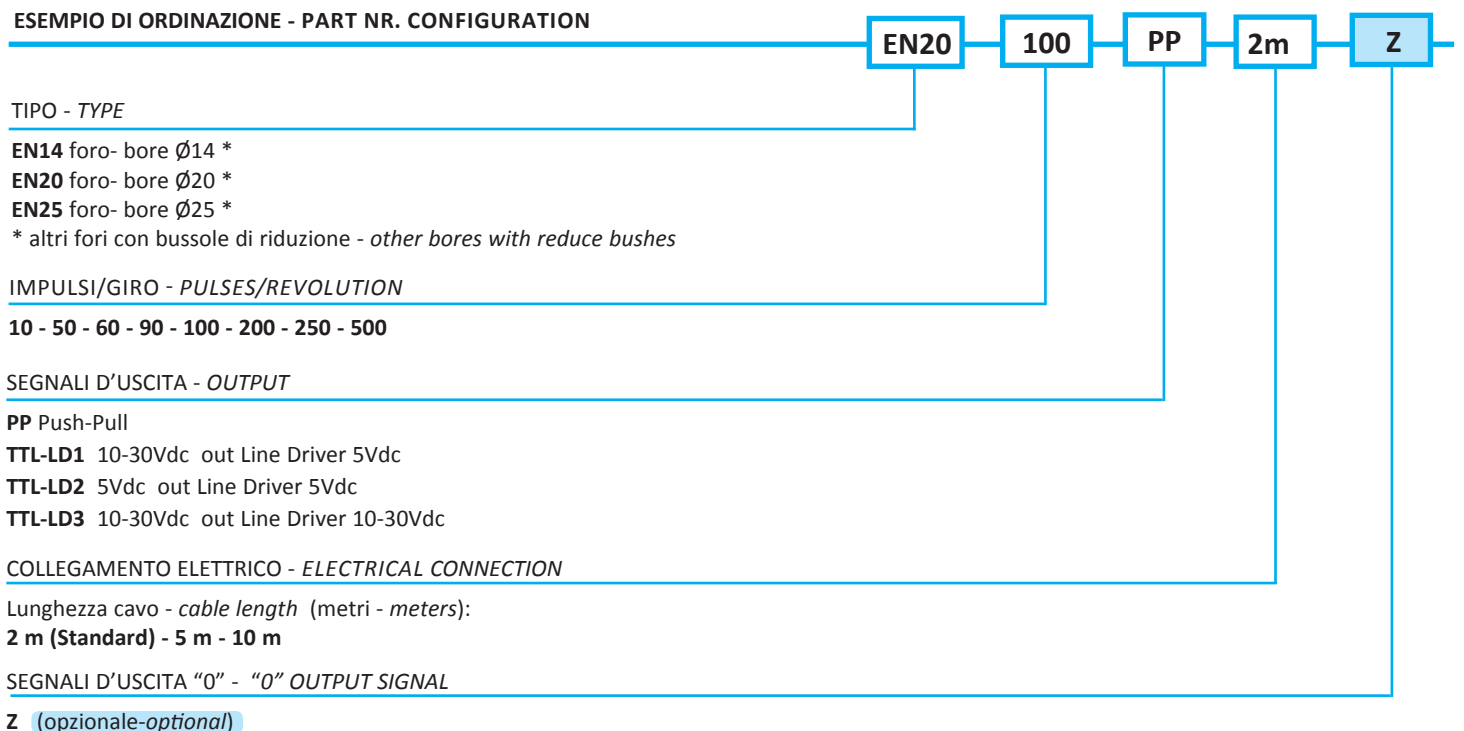 ESEMPIO DI ORDINAZIONE - PART NR. CONFIGURATION
EN20 100 PP 2m Z
TIPO - TYPE
EN14 foro- bore Ø14 *
EN20 foro- bore Ø20 *
EN25 foro- bore Ø25 *
* altri fori con bussole di riduzione - other bores with reduce bushes
IMPULSI/GIRO - PULSES/REVOLUTION
10 - 50 - 60 - 90 - 100 - 200 - 250 - 500
SEGNALI D’USCITA - OUTPUT
PP Push-Pull
TTL-LD1 10-30Vdc out Line Driver 5Vdc
TTL-LD2 5Vdc out Line Driver 5Vdc
TTL-LD3 10-30Vdc out Line Driver 10-30Vdc
COLLEGAMENTO ELETTRICO - ELECTRICAL CONNECTION
Lunghezza cavo - cable length (metri - meters):
2 m (Standard) - 5 m - 10 m
SEGNALI D’USCITA “0” - “0” OUTPUT SIGNAL
Z (opzionale-optional)